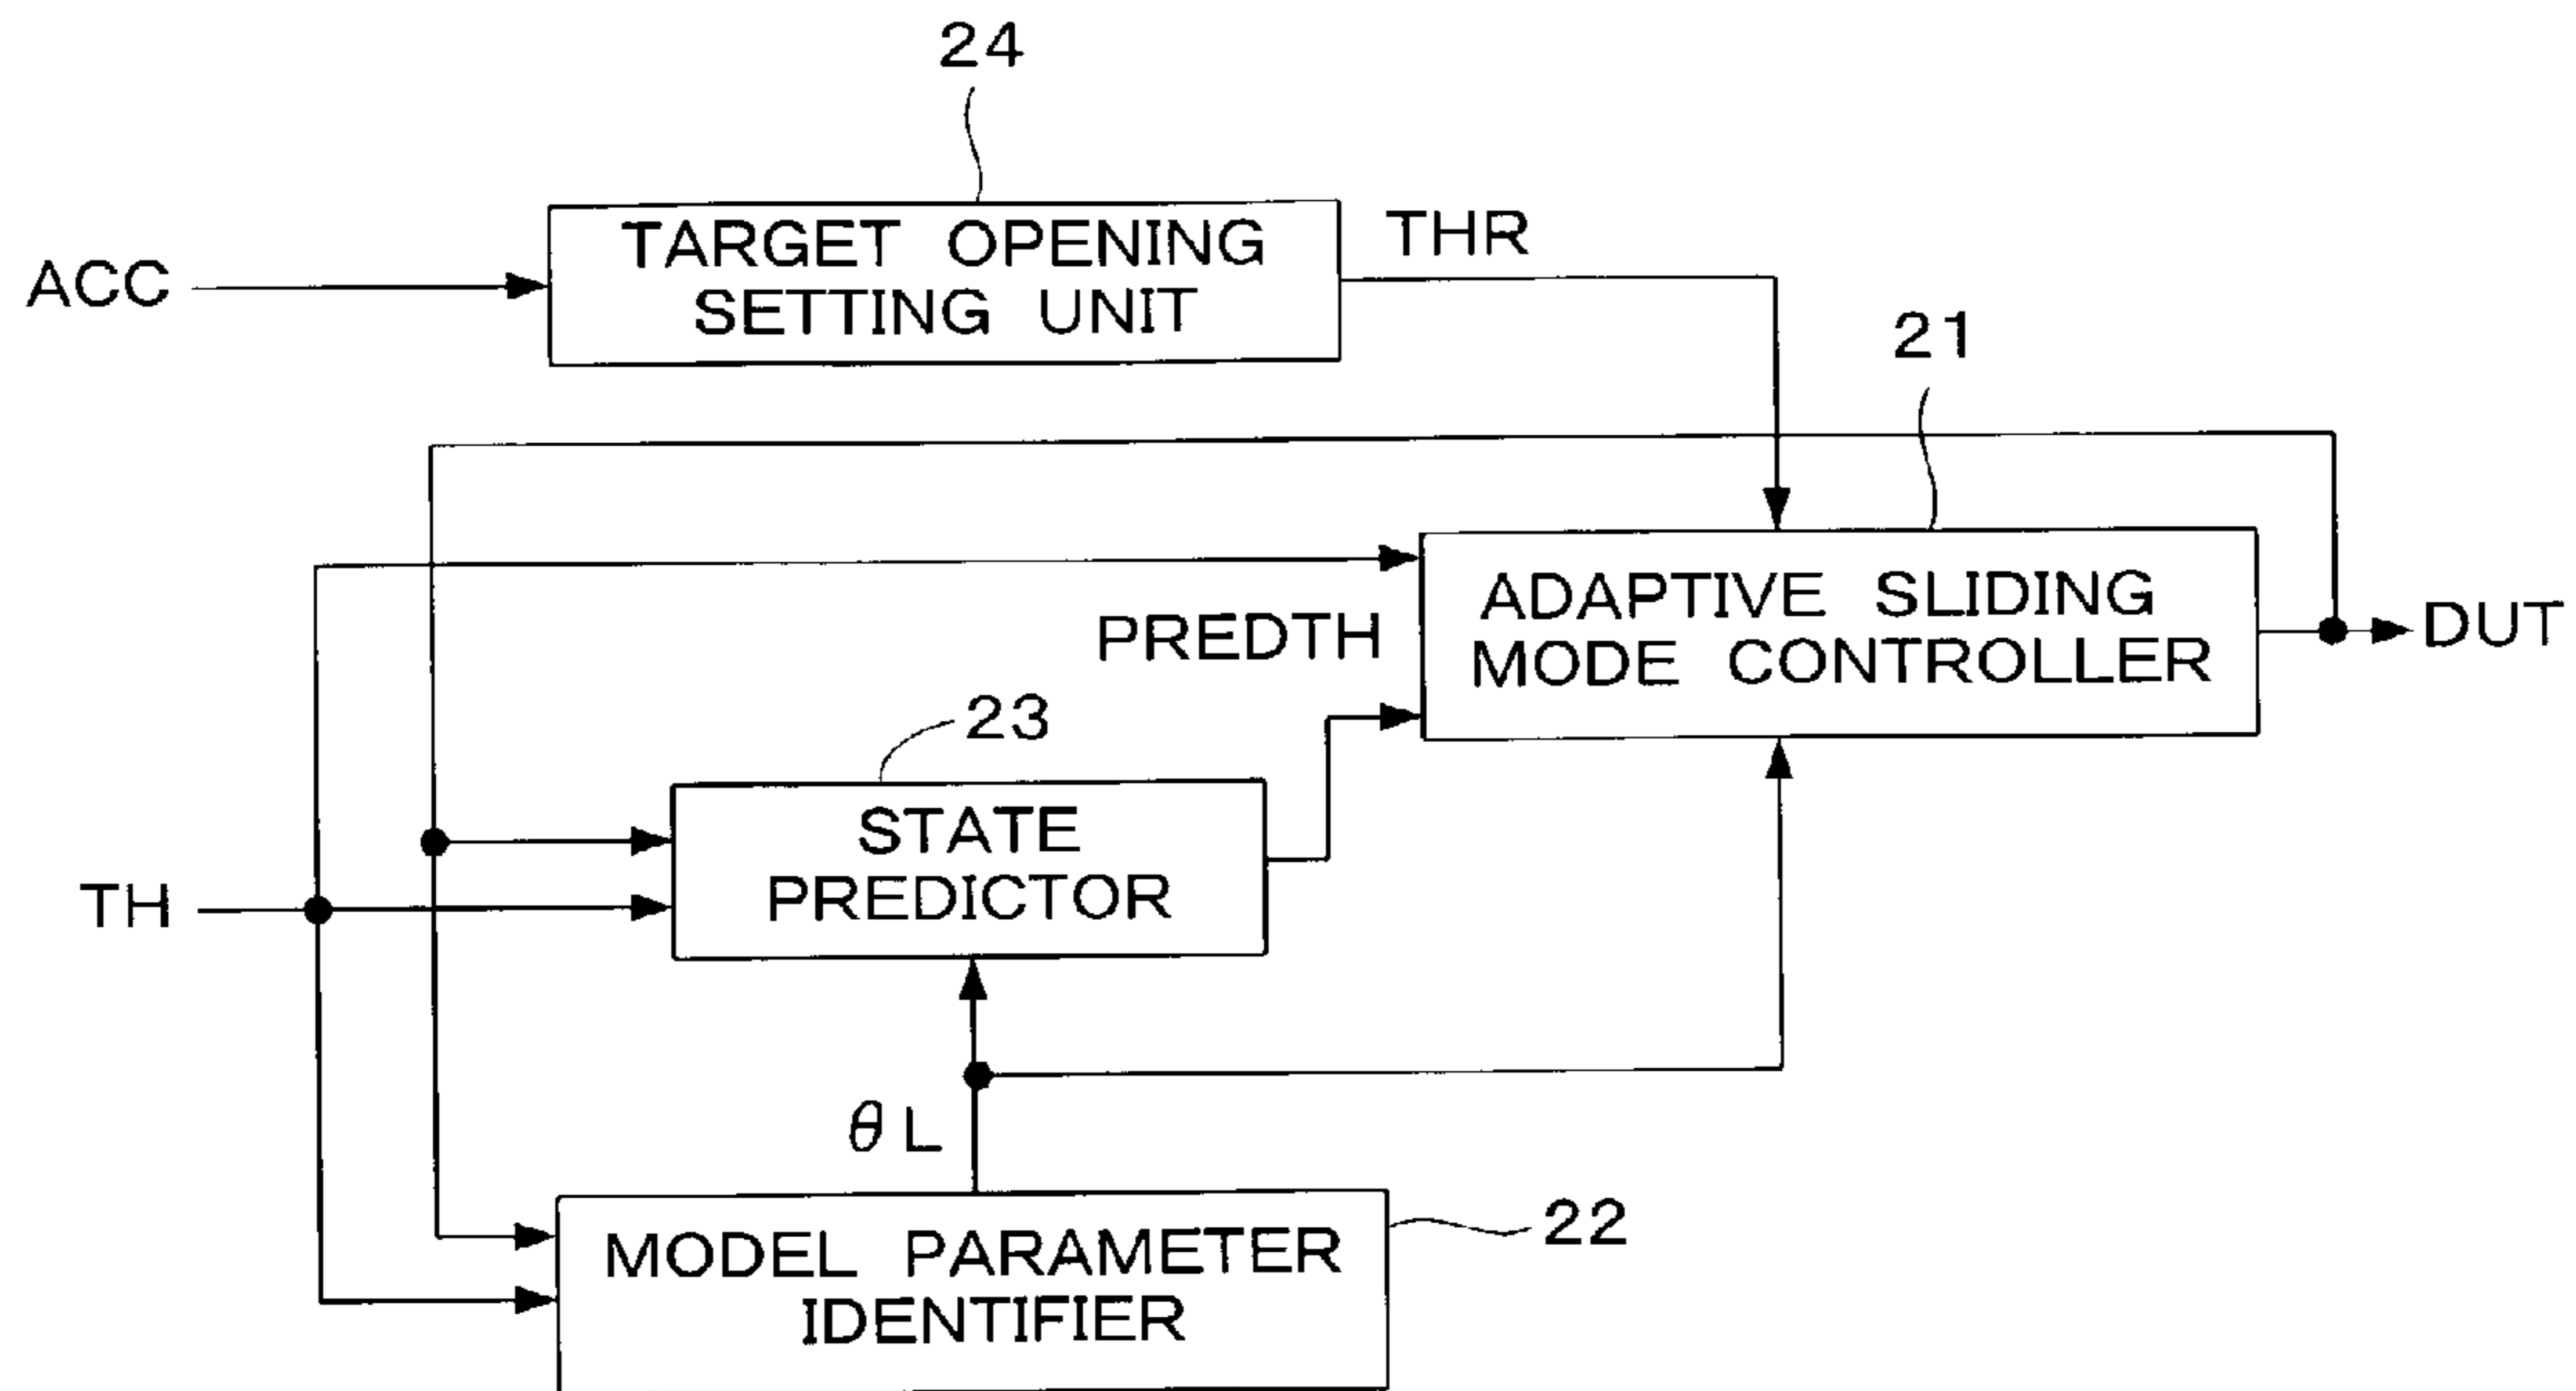 24
TARGET OPENING
SETTING UNIT
THR
ACC
21
ADAPTIVE SLIDING
MODE CONTROLLER
PREDTH
DUT
23
STATE
PREDICTOR
TH
θL
22
MODEL PARAMETER
IDENTIFIER